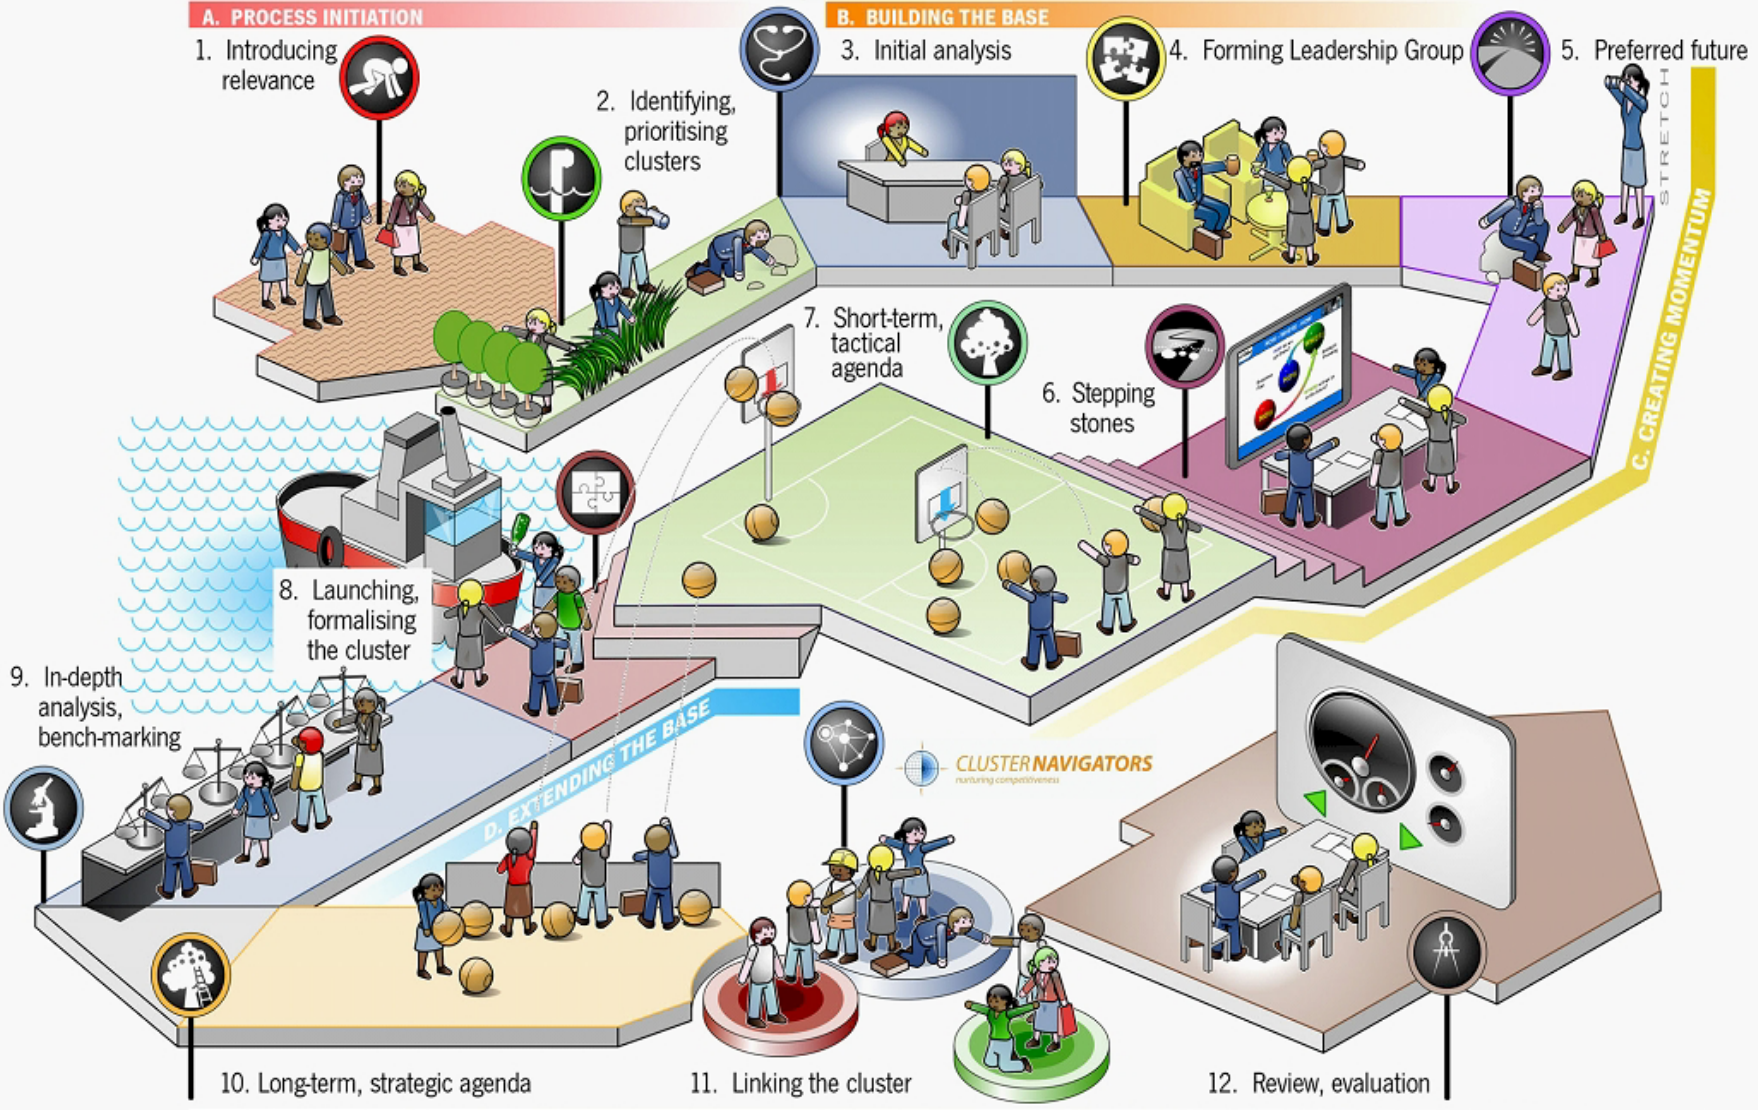 A. PROCESS INITIATION
B. BUILDING THE BASE
1. Introducing
relevance
2. Identifying,
prioritising
clusters
3. Initial analysis
4. Forming Leadership Group
5. Preferred future
STRETCH
C. CREATING MOMENTUM
6. Stepping
stones
7. Short-term,
tactical
agenda
8. Launching,
formalising
the cluster
9. In-depth
analysis,
bench-marking
D. EXTENDING THE BASE
CLUSTER NAVIGATORS
nurturing competitiveness
10. Long-term, strategic agenda
11. Linking the cluster
12. Review, evaluation